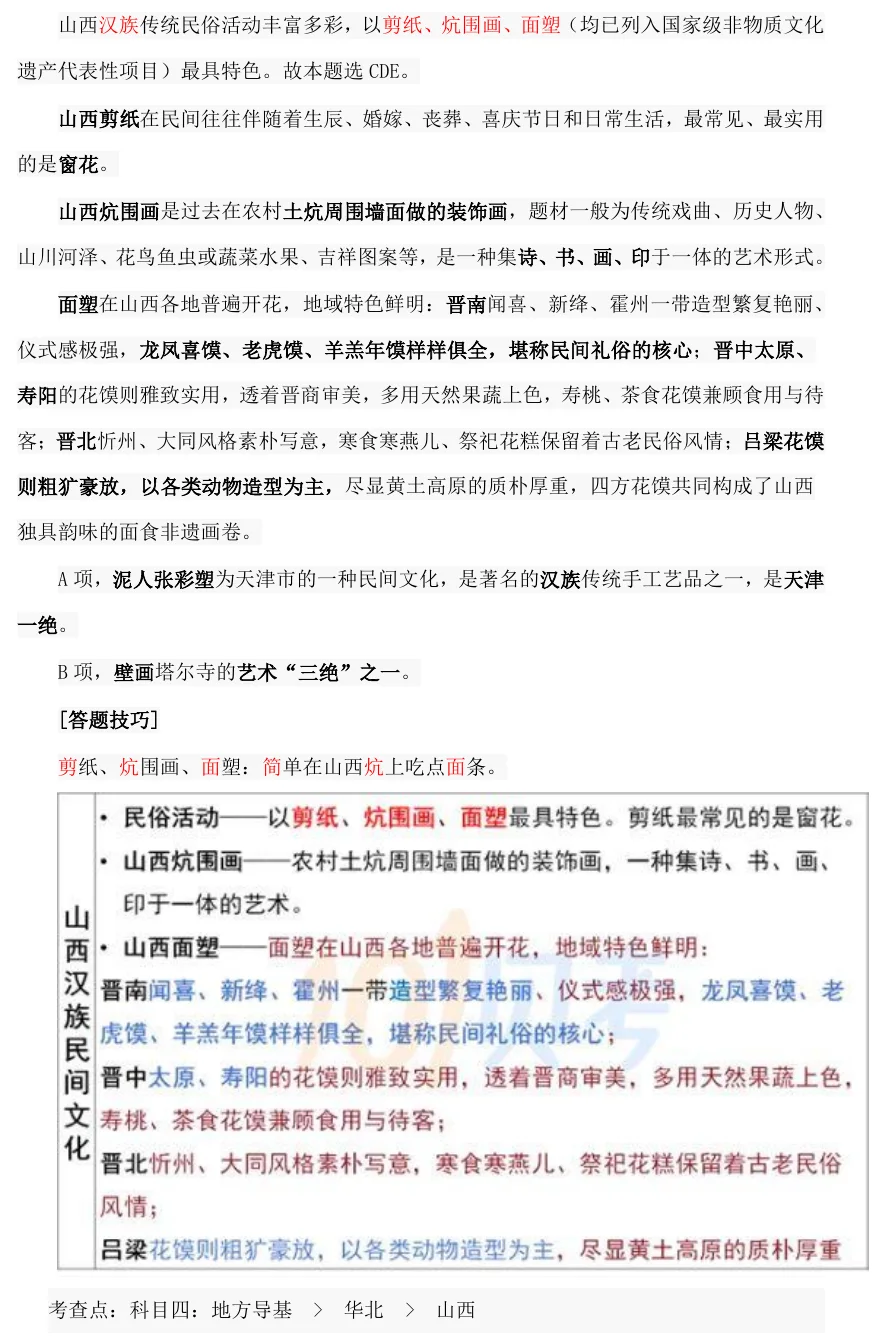 山西汉族传统民俗活动丰富多彩，以剪纸、炕围画、面塑（均已列入国家级非物质文化
遗产代表性项目）最具特色。故本题选 CDE。
山西剪纸在民间往往伴随着生辰、婚嫁、丧葬、喜庆节日和日常生活，最常见、最实用
的是窗花。
山西炕围画是过去在农村土炕周围墙面做的装饰画，题材一般为传统戏曲、历史人物、
山川河泽、花鸟鱼虫或蔬菜水果、吉祥图案等，是一种集诗、书、画、印于一体的艺术形式。
面塑在山西各地普遍开花，地域特色鲜明：晋南闻喜、新绛、霍州一带造型繁复艳丽、
仪式感极强，龙凤喜馍、老虎馍、羊羔年馍样样俱全，堪称民间礼俗的核心；晋中太原、
寿阳的花馍则雅致实用，透着晋商审美，多用天然果蔬上色，寿桃、茶食花馍兼顾食用与待
客；晋北忻州、大同风格素朴写意，寒食寒燕儿、祭祀花糕保留着古老民俗风情；吕梁花馍
则粗犷豪放，以各类动物造型为主，尽显黄土高原的质朴厚重，四方花馍共同构成了山西
独具韵味的面食非遗画卷。
A 项，泥人张彩塑为天津市的一种民间文化，是著名的汉族传统手工艺品之一，是天津
一绝。
B 项，壁画塔尔寺的艺术“三绝”之一。
[答题技巧]
剪纸、炕围画、面塑：简单在山西炕上吃点面条。
山西汉族民间文化
• 民俗活动——以剪纸、炕围画、面塑最具特色。剪纸最常见的是窗花。
• 山西炕围画——农村土炕周围墙面做的装饰画，一种集诗、书、画、
印于一体的艺术。
• 山西面塑——面塑在山西各地普遍开花，地域特色鲜明：
晋南闻喜、新绛、霍州一带造型繁复艳丽、仪式感极强，龙凤喜馍、老
虎馍、羊羔年馍样样俱全，堪称民间礼俗的核心；
晋中太原、寿阳的花馍则雅致实用，透着晋商审美，多用天然果蔬上色，
寿桃、茶食花馍兼顾食用与待客；
晋北忻州、大同风格素朴写意，寒食寒燕儿、祭祀花糕保留着古老民俗
风情；
吕梁花馍则粗犷豪放，以各类动物造型为主，尽显黄土高原的质朴厚重
101贝考
考查点：科目四：地方导基 > 华北 > 山西